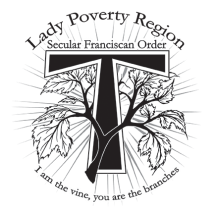 Lady Poverty Region
Secular Franciscan Order
I am the vine, you are the branches